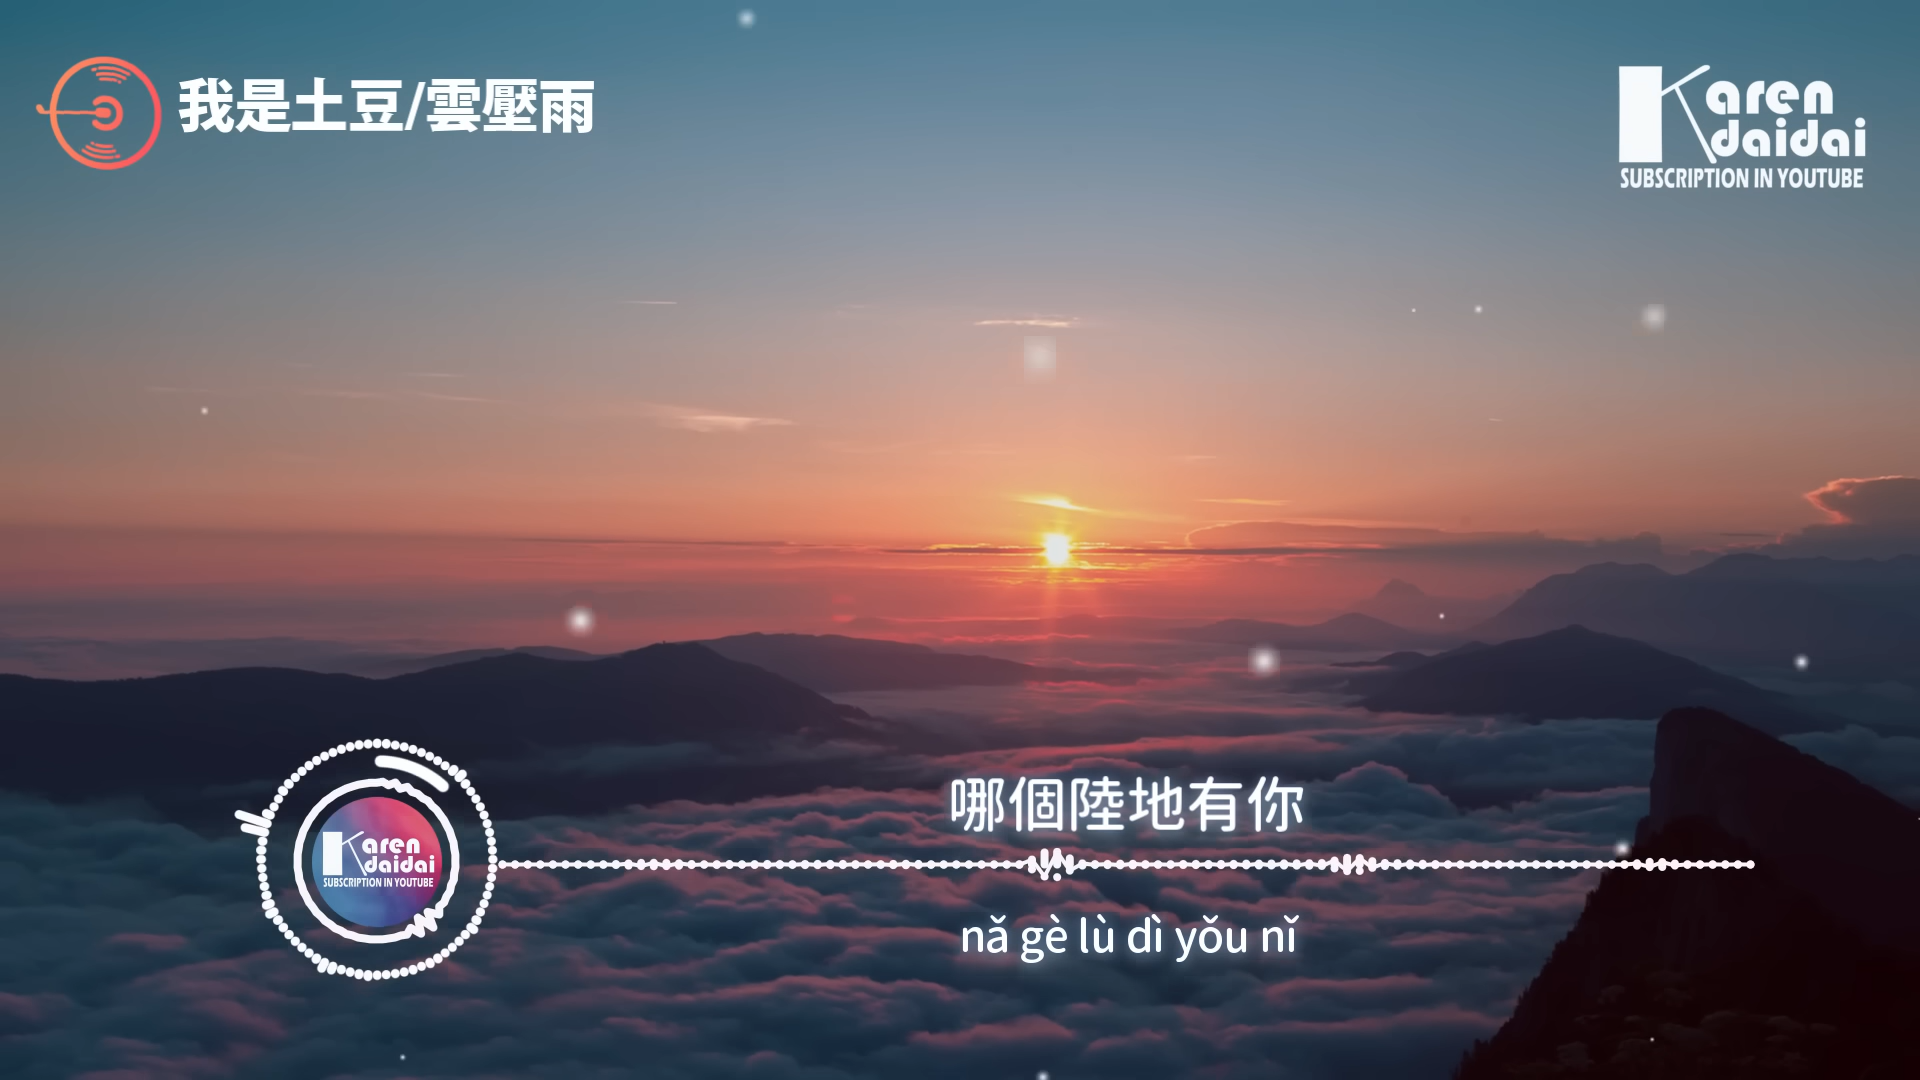 我是土豆/雲壓雨
Karen
daidai
SUBSCRIPTION IN YOUTUBE
哪個陸地有你
Karen
daidai
SUBSCRIPTION IN YOUTUBE
nǎ gè lù dì yǒu nǐ